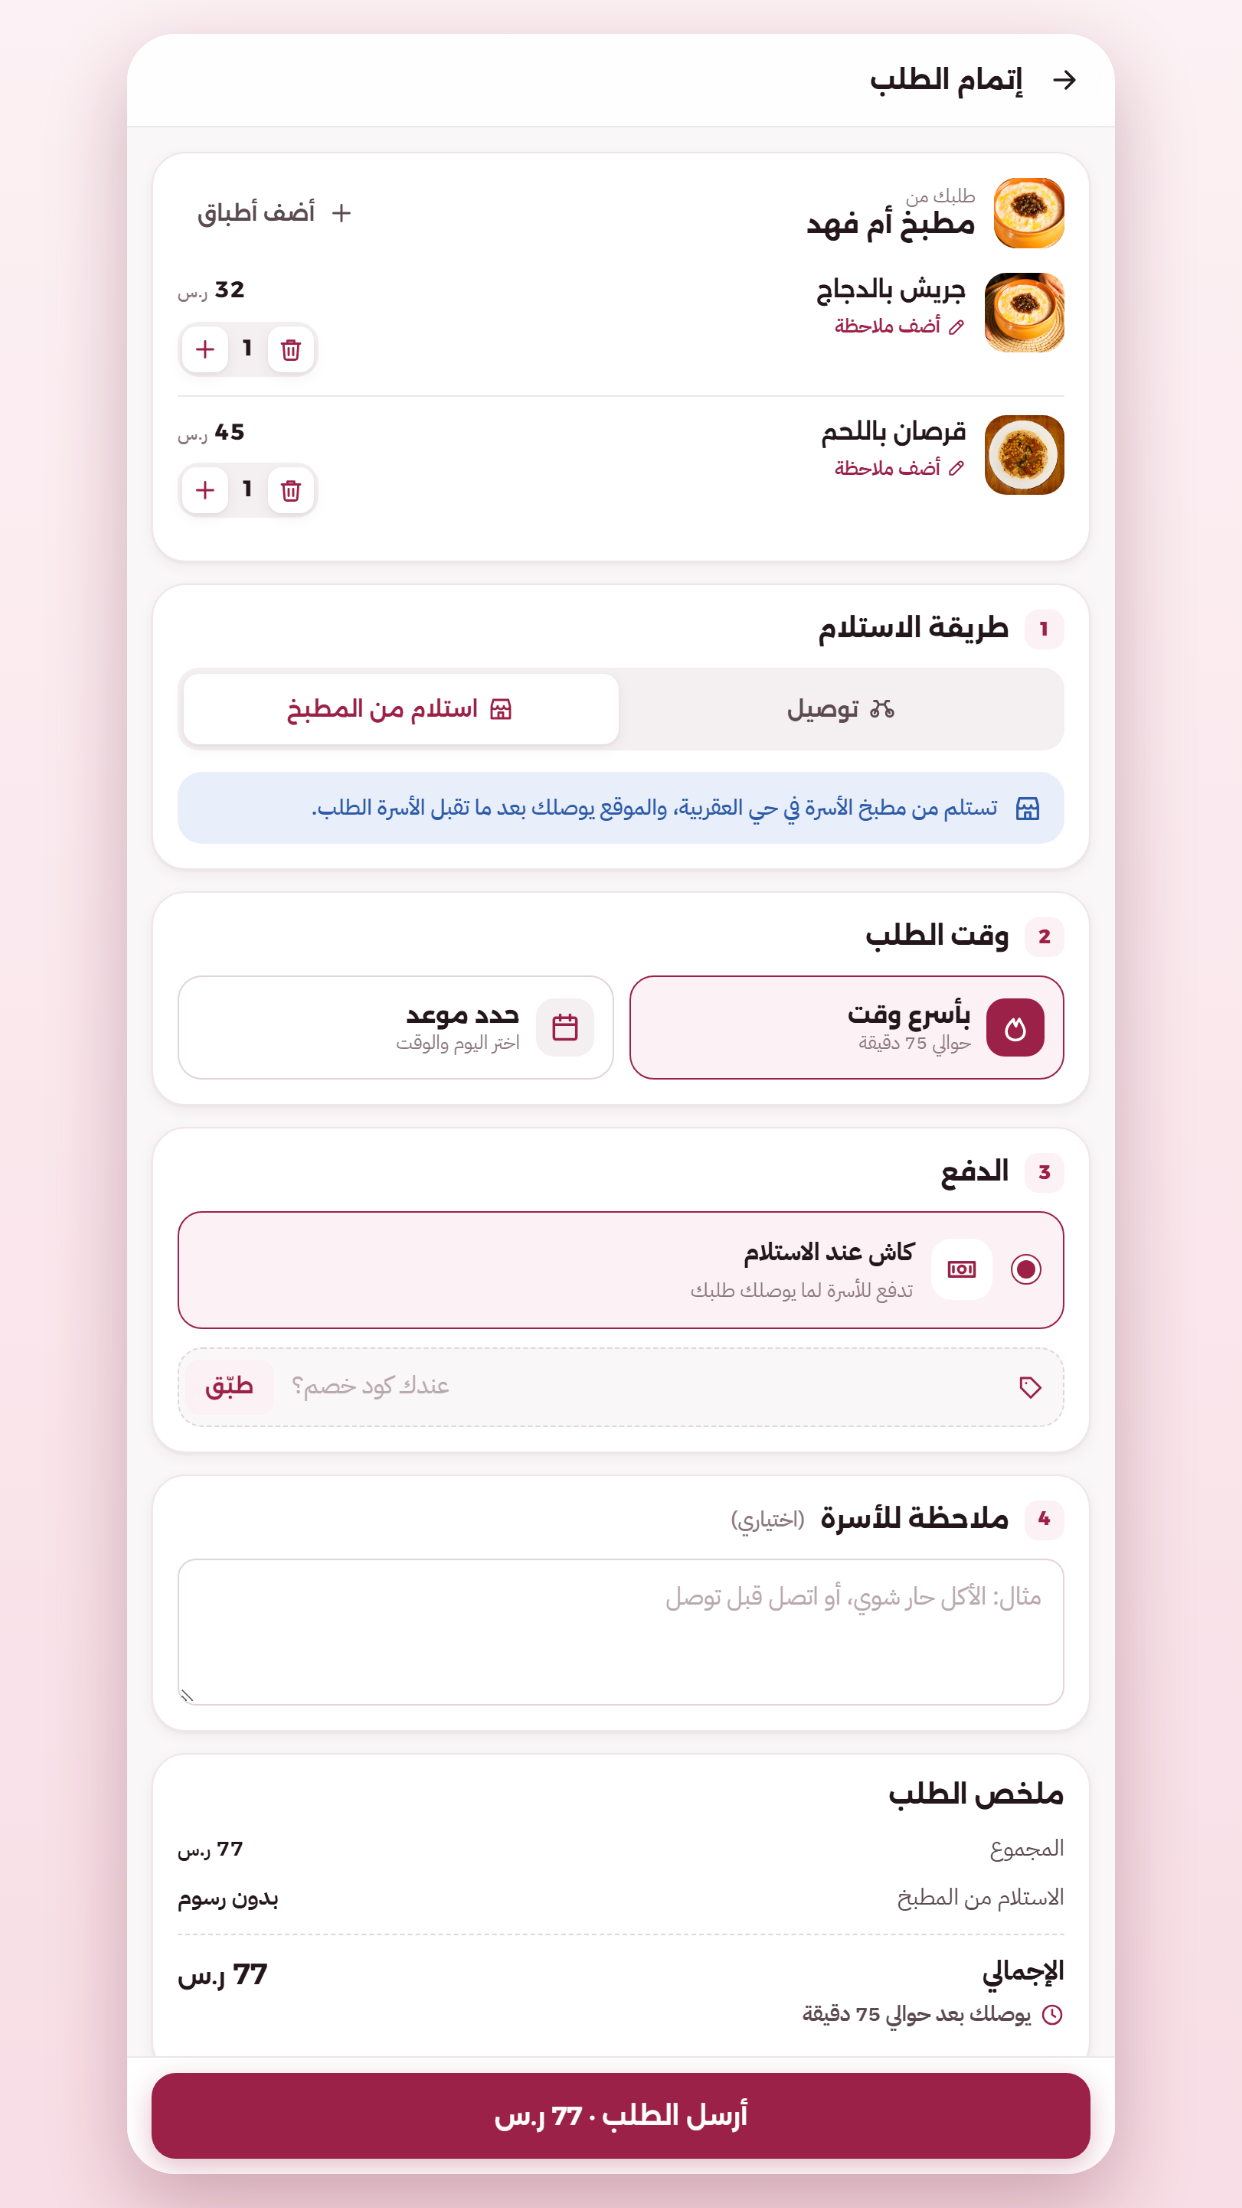 إتمام الطلب
طلبك من
مطبخ أم فهد
أضف أطباق
جريش بالدجاج
32 ر.س
أضف ملاحظة
1
قرصان باللحم
45 ر.س
أضف ملاحظة
1
1 طريقة الاستلام
توصيل
استلام من المطبخ
تستلم من مطبخ الأسرة في حي العقربية، والموقع يوصلك بعد ما تقبل الأسرة الطلب.
2 وقت الطلب
بأسرع وقت
حوالي 75 دقيقة
حدد موعد
اختر اليوم والوقت
3 الدفع
كاش عند الاستلام
تدفع للأسرة لما يوصلك طلبك
عندك كود خصم؟
طبّق
4 ملاحظة للأسرة (اختياري)
مثال: الأكل حار شوي، أو اتصل قبل توصل
ملخص الطلب
المجموع 77 ر.س
الاستلام من المطبخ بدون رسوم
الإجمالي 77 ر.س
يوصلك بعد حوالي 75 دقيقة
أرسل الطلب · 77 ر.س